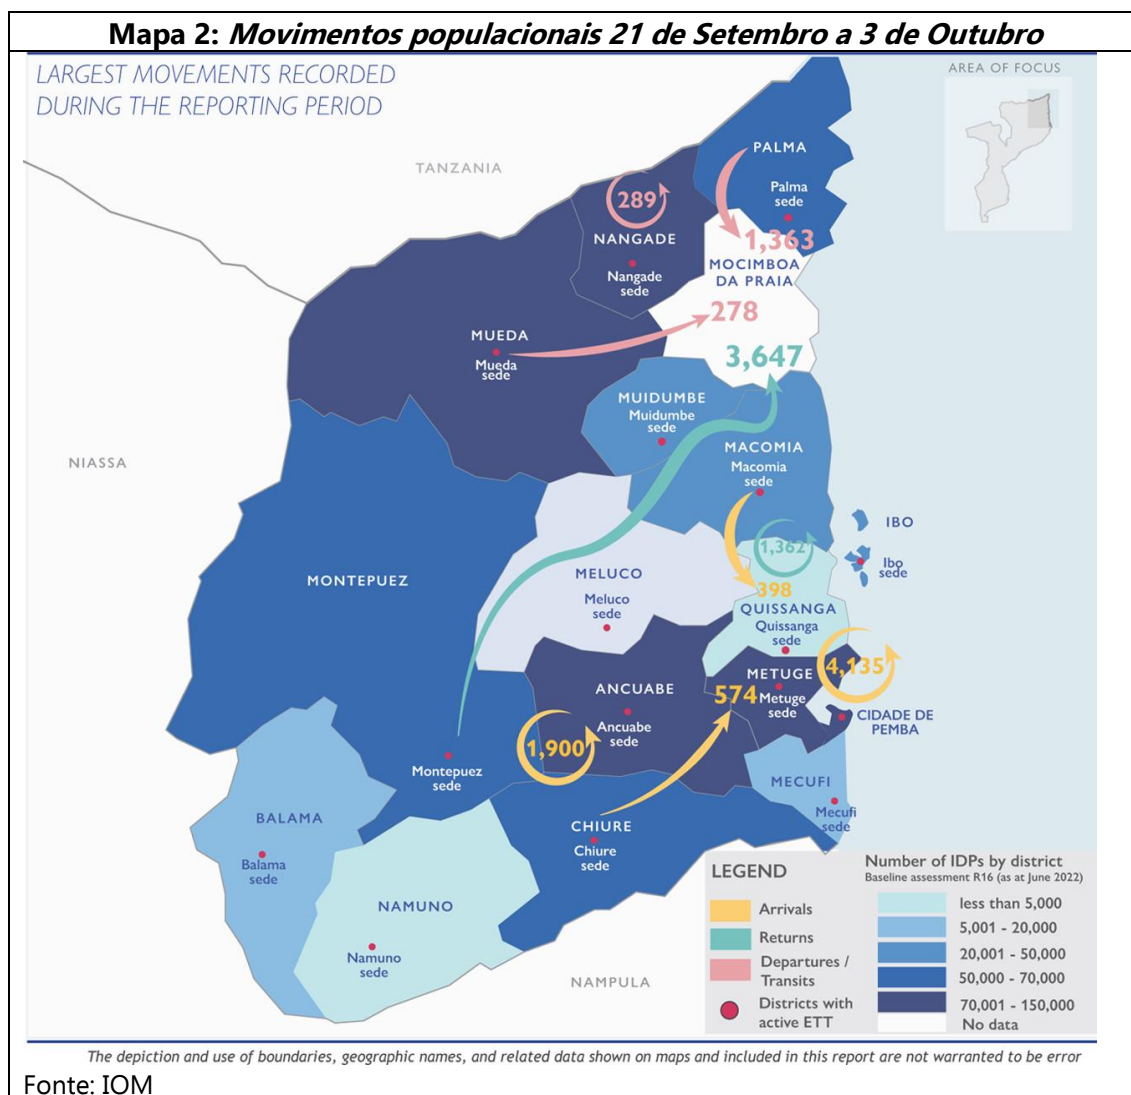 Mapa 2: Movimentos populacionais 21 de Setembro a 3 de Outubro
LARGEST MOVEMENTS RECORDED
DURING THE REPORTING PERIOD
AREA OF FOCUS
TANZANIA
PALMA
Palma
sede
289
NANGADE
Nangade
sede
1,363
MOCIMBOA
DA PRAIA
278
3,647
MUEDA
Mueda
sede
MUIDUMBE
Muidumbe
sede
MACOMIA
Macomia
sede
NIASSA
IBO
Ibo
sede
1,362
398
MONTEPUEZ
MELUCO
Meluco
sede
QUISSANGA
Quissanga
sede
4,135
METUGE
Metuge
sede
574
ANCUABE
Ancuabe
sede
CIDADE DE
PEMBA
1,900
Montepuez
sede
MECUFI
Mecufi
sede
BALAMA
Balama
sede
CHIURE
Chiure
sede
NAMUNO
Namuno
sede
NAMPULA
LEGEND
Arrivals
Returns
Departures /
Transits
Districts with
active ETT
Number of IDPs by district
Baseline assessment R16 (as at June 2022)
less than 5,000
5,001 - 20,000
20,001 - 50,000
50,000 - 70,000
70,001 - 150,000
No data
The depiction and use of boundaries, geographic names, and related data shown on maps and included in this report are not warranted to be error
Fonte: IOM